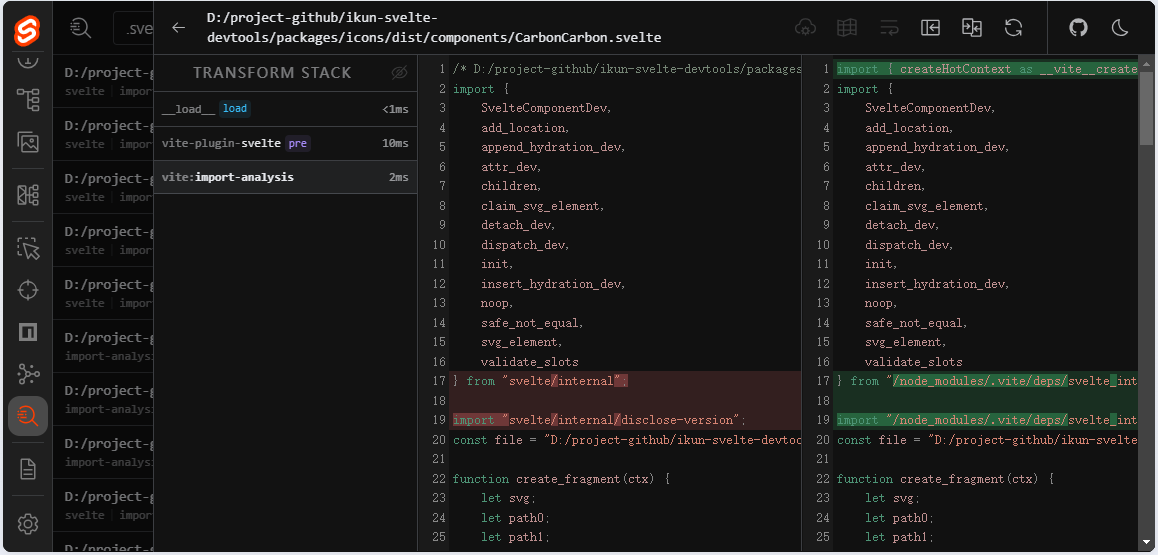 D:/project-github/ikun-svelte-
devtools/packages/icons/dist/components/CarbonCarbon.svelte
.sv
D:/project-g
svelte impor
D:/project-g
svelte impor
D:/project-g
svelte impor
D:/project-g
svelte impor
D:/project-g
svelte impor
D:/project-g
import-analysi
D:/project-g
import-analysi
D:/project-g
import-analysi
D:/project-g
svelte impor
D:/project-g
TRANSFORM STACK
__load__ load <1ms
vite-plugin-svelte pre 10ms
vite:import-analysis 2ms
1 /* D:/project-github/ikun-svelte-devtools/packages
2 import {
3 SvelteComponentDev,
4 add_location,
5 append_hydration_dev,
6 attr_dev,
7 children,
8 claim_svg_element,
9 detach_dev,
10 dispatch_dev,
11 init,
12 insert_hydration_dev,
13 noop,
14 safe_not_equal,
15 svg_element,
16 validate_slots
17 } from "svelte/internal";
18
19 import "svelte/internal/disclose-version";
20 const file = "D:/project-github/ikun-svelte-devtoo
21
22 function create_fragment(ctx) {
23 let svg;
24 let path0;
25 let path1;
1 import { createHotContext as __vite__create
2 import {
3 SvelteComponentDev,
4 add_location,
5 append_hydration_dev,
6 attr_dev,
7 children,
8 claim_svg_element,
9 detach_dev,
10 dispatch_dev,
11 init,
12 insert_hydration_dev,
13 noop,
14 safe_not_equal,
15 svg_element,
16 validate_slots
17 } from "/node_modules/.vite/deps/svelte_int
18
19 import "/node_modules/.vite/deps/svelte_int
20 const file = "D:/project-github/ikun-svelte
21
22 function create_fragment(ctx) {
23 let svg;
24 let path0;
25 let path1;